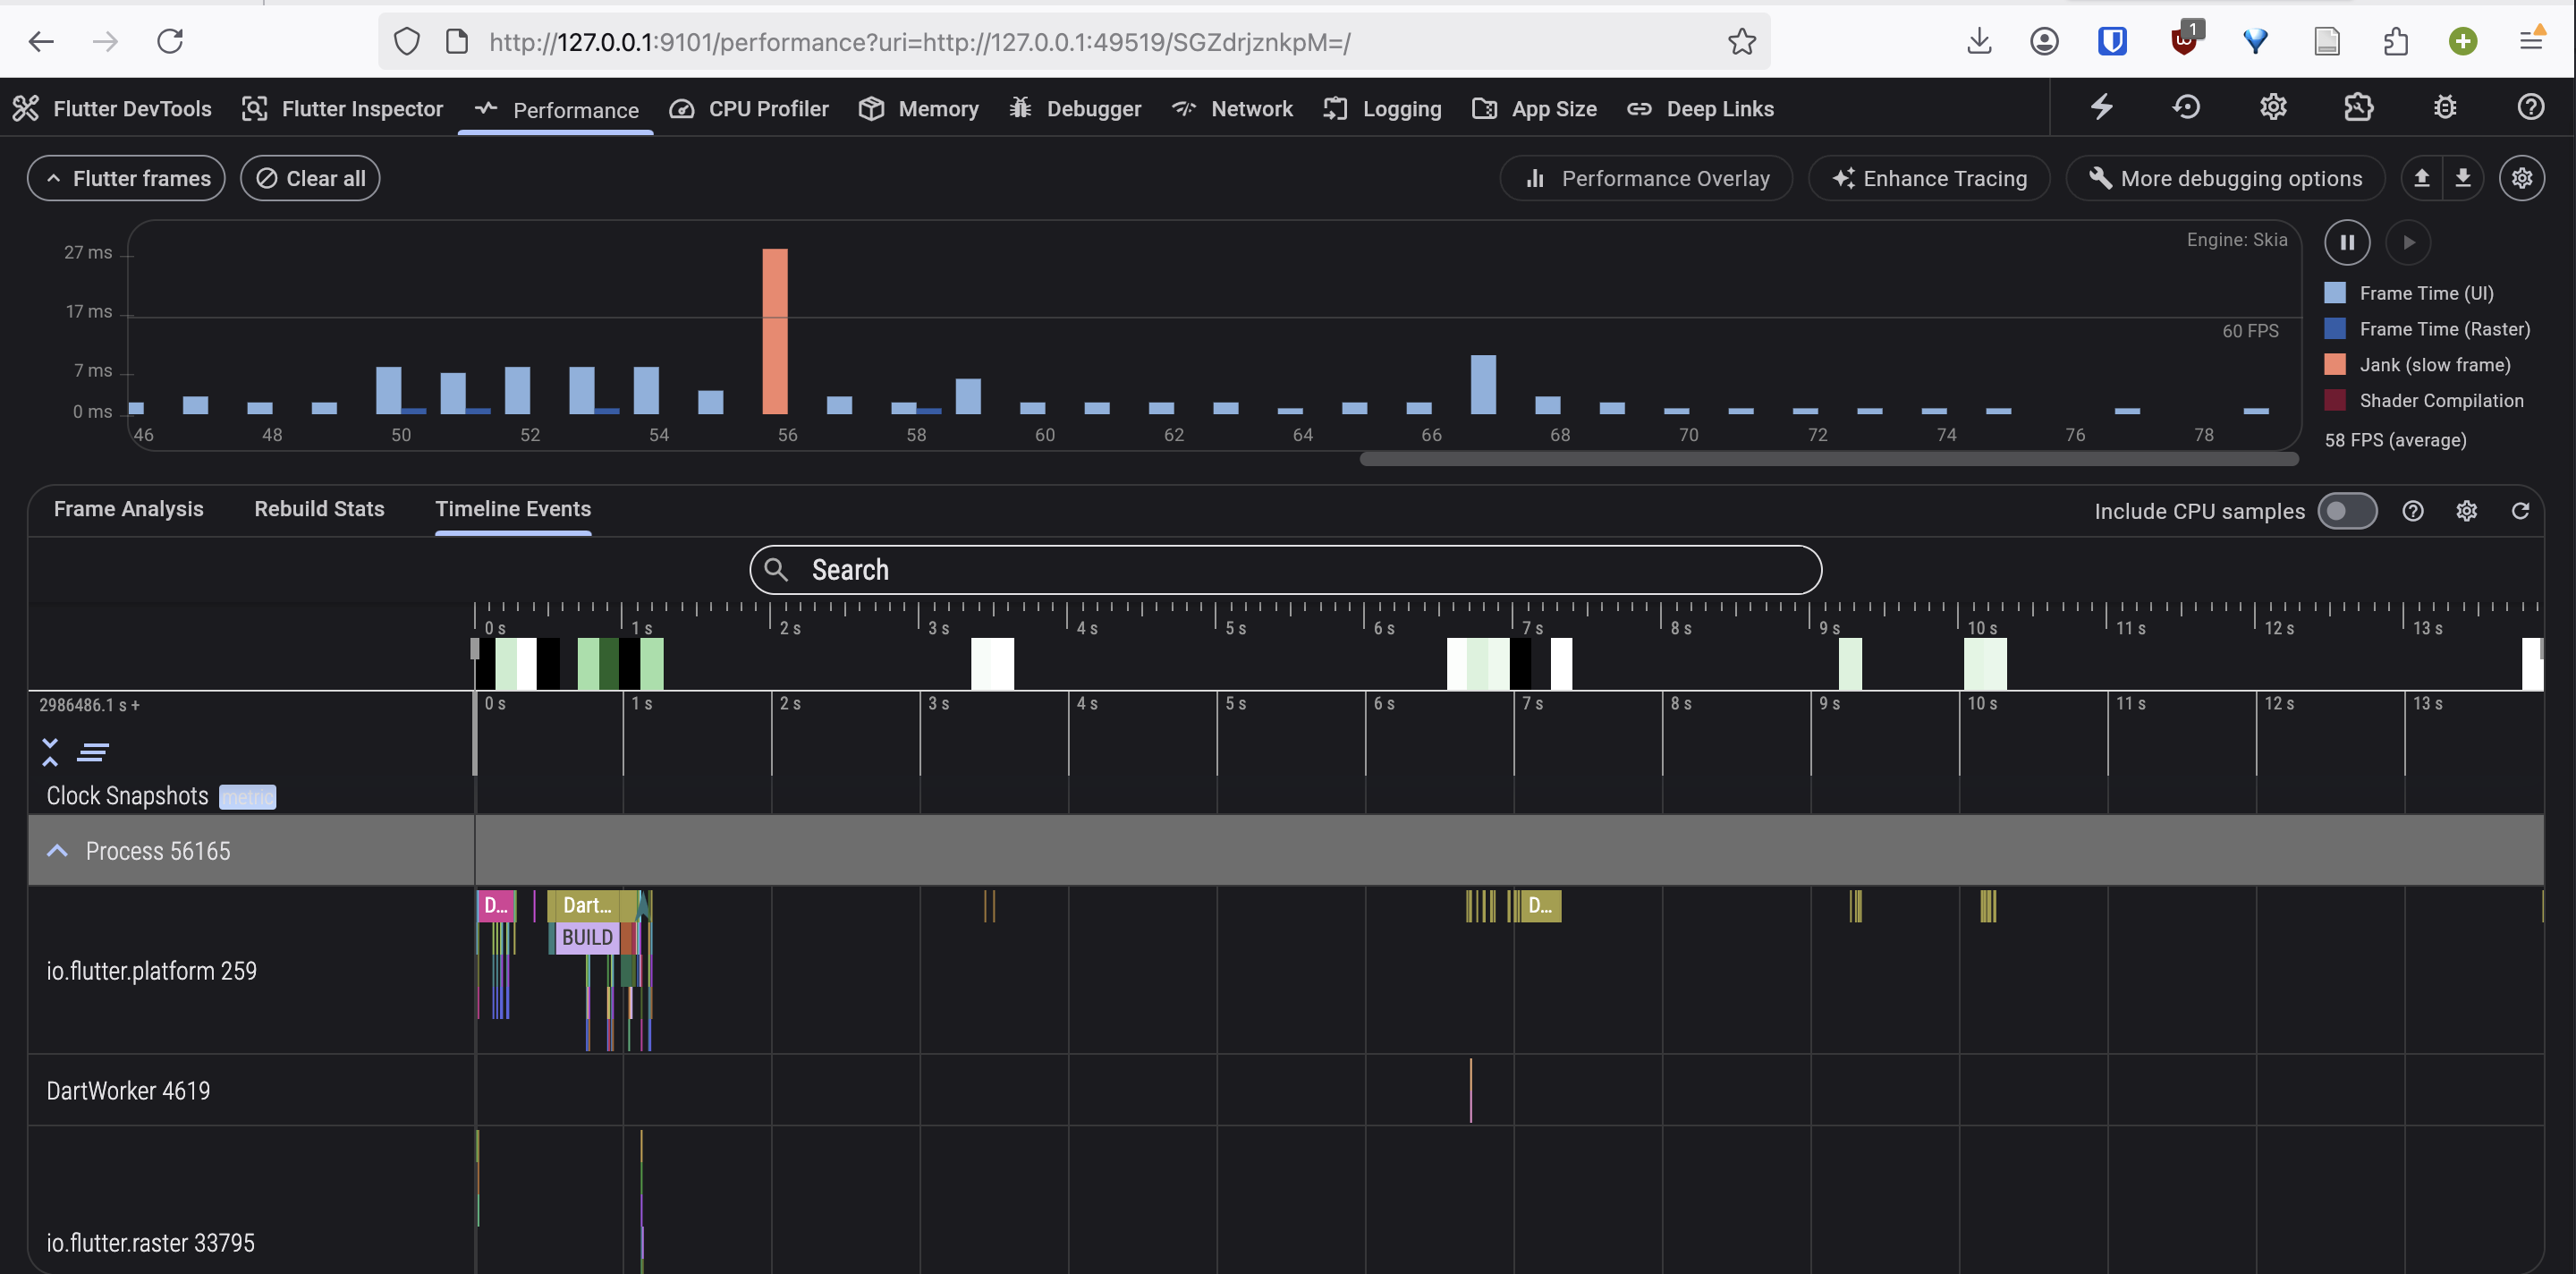 http://127.0.0.1:9101/performance?uri=http://127.0.0.1:49519/SGZdrjznkpM=/
1
Flutter DevTools Flutter Inspector Performance CPU Profiler Memory Debugger Network Logging App Size Deep Links
Flutter frames Clear all Performance Overlay Enhance Tracing More debugging options
Engine: Skia
27 ms
17 ms
7 ms
0 ms
60 FPS
46 48 50 52 54 56 58 60 62 64 66 68 70 72 74 76 78
Frame Time (UI)
Frame Time (Raster)
Jank (slow frame)
Shader Compilation
58 FPS (average)
Frame Analysis Rebuild Stats Timeline Events Include CPU samples
Search
0 s 1 s 2 s 3 s 4 s 5 s 6 s 7 s 8 s 9 s 10 s 11 s 12 s 13 s
2986486.1 s + 0 s 1 s 2 s 3 s 4 s 5 s 6 s 7 s 8 s 9 s 10 s 11 s 12 s 13 s
Clock Snapshots metric
Process 56165
D... Dart... D...
BUILD
io.flutter.platform 259
DartWorker 4619
io.flutter.raster 33795